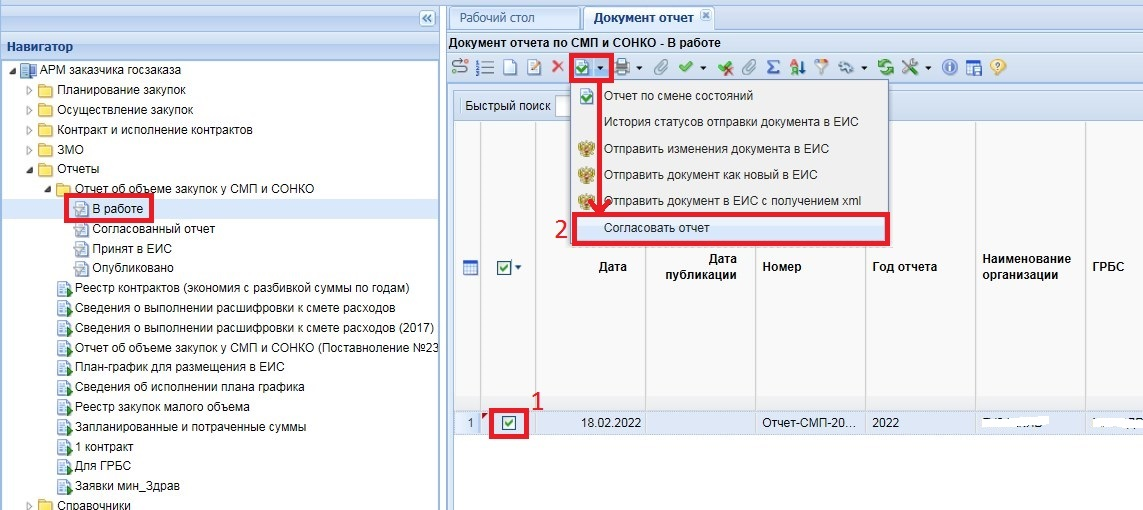 Рабочий стол
Документ отчет
Навигатор
Документ отчета по СМП и СОНКО - В работе
АРМ заказчика госзаказа
Планирование закупок
Осуществление закупок
Контракт и исполнение контрактов
ЗМО
Отчеты
Отчет об объеме закупок у СМП и СОНКО
В работе
Согласованный отчет
Принят в ЕИС
Опубликовано
Реестр контрактов (экономия с разбивкой суммы по годам)
Сведения о выполнении расшифровки к смете расходов
Сведения о выполнении расшифровки к смете расходов (2017)
Отчет об объеме закупок у СМП и СОНКО (Поставноление №23
План-график для размещения в ЕИС
Сведения об исполнении плана графика
Реестр закупок малого объема
Запланированные и потраченные суммы
1 контракт
Для ГРБС
Заявки мин_Здрав
Справочники
Быстрый поиск
Отчет по смене состояний
История статусов отправки документа в ЕИС
Отправить изменения документа в ЕИС
Отправить документ как новый в ЕИС
Отправить документ в ЕИС с получением xml
2 Согласовать отчет
Дата
Дата публикации
Номер
Год отчета
Наименование организации
ГРБС
1
1
18.02.2022
Отчет-СМП-20...
2022